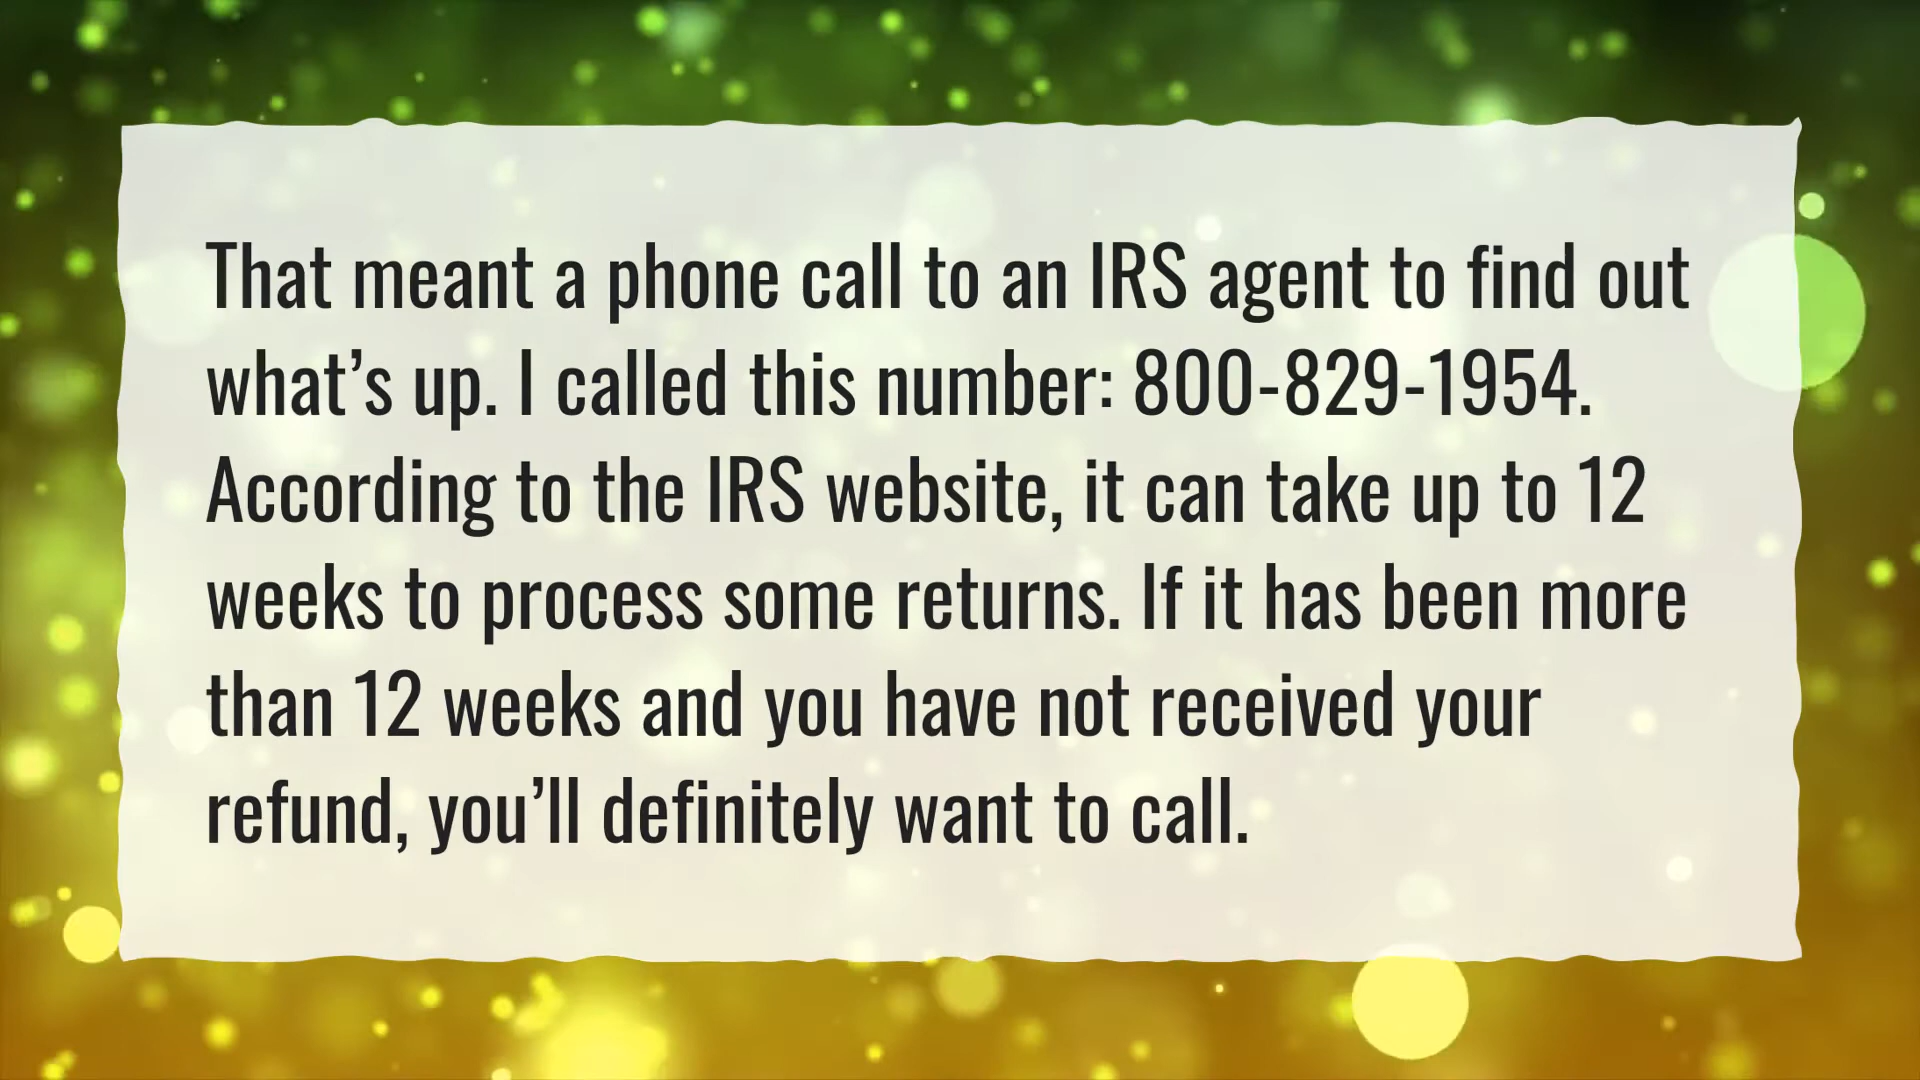 That meant a phone call to an IRS agent to find out
what’s up. I called this number: 800-829-1954.
According to the IRS website, it can take up to 12
weeks to process some returns. If it has been more
than 12 weeks and you have not received your
refund, you’ll definitely want to call.